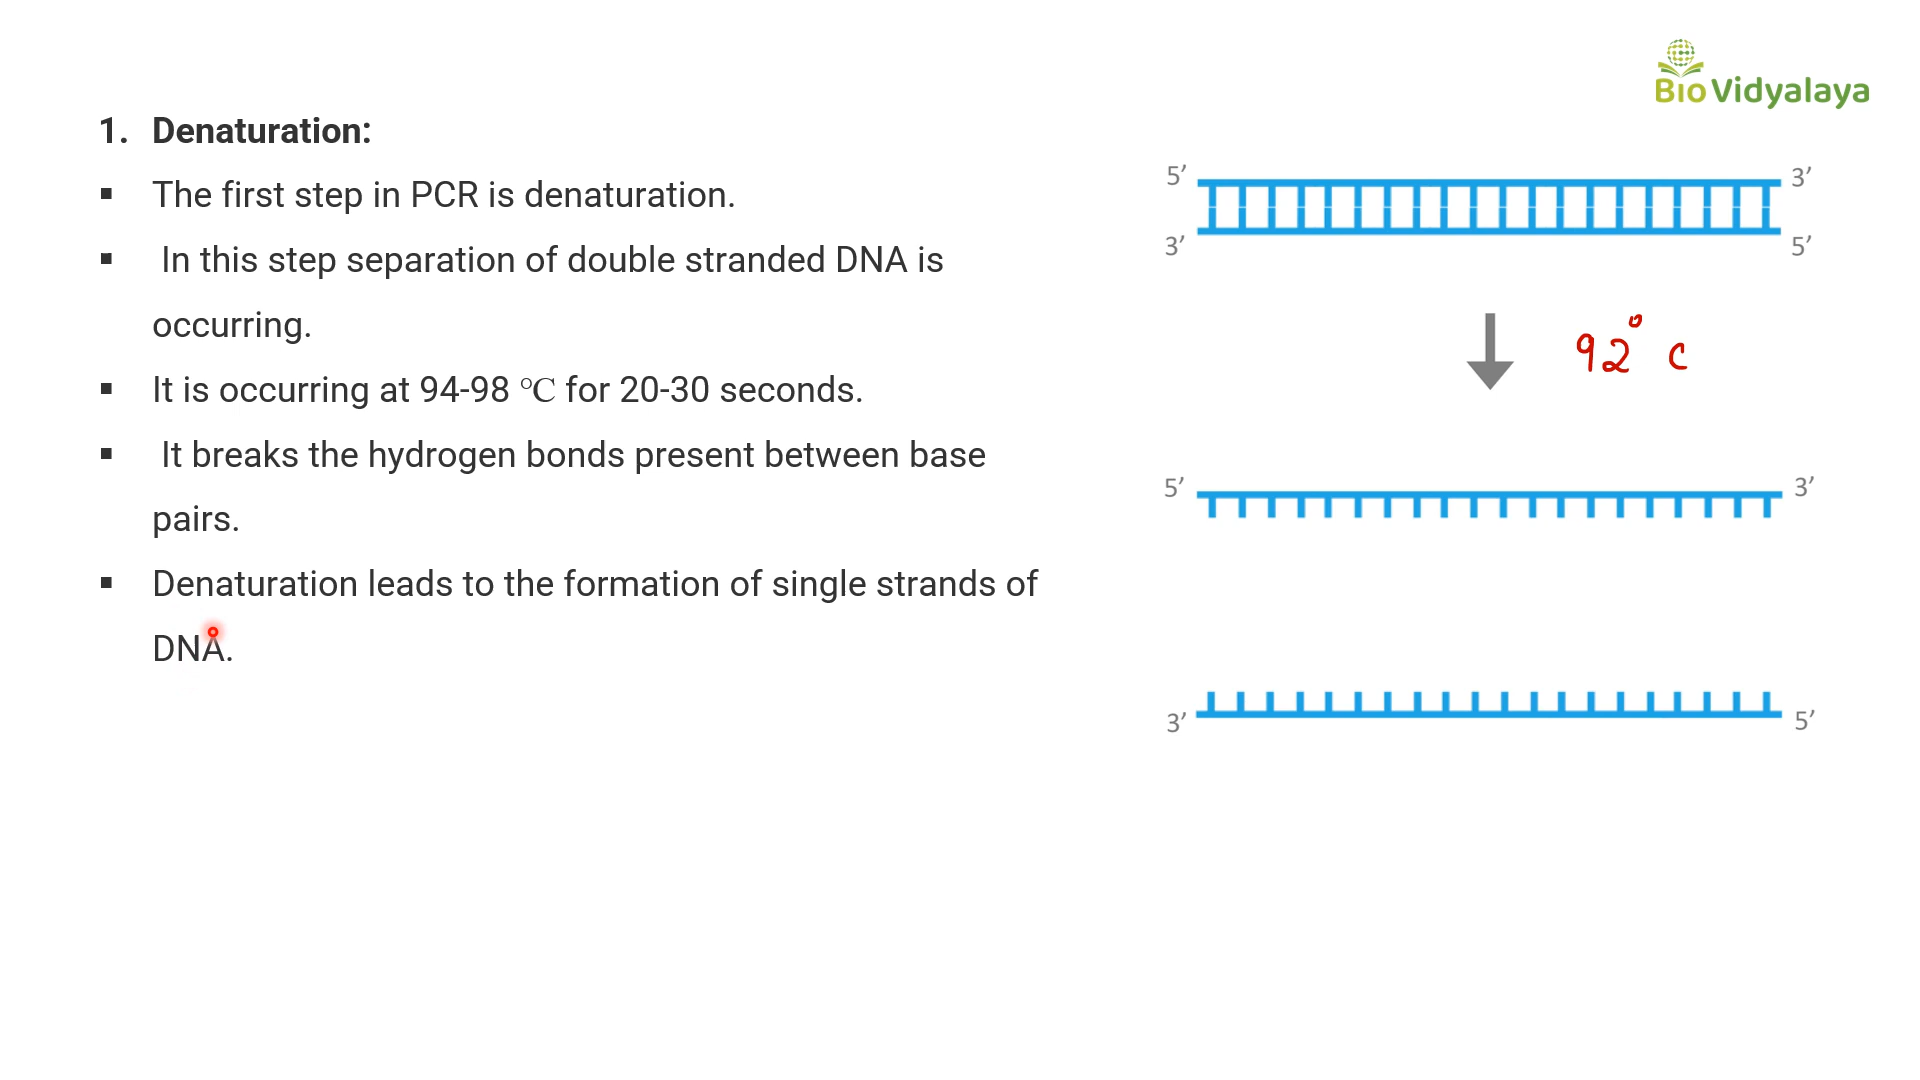 Bio Vidyalaya
1. Denaturation:
▪ The first step in PCR is denaturation.
▪ In this step separation of double stranded DNA is
occurring.
▪ It is occurring at 94-98 ℃ for 20-30 seconds.
▪ It breaks the hydrogen bonds present between base
pairs.
▪ Denaturation leads to the formation of single strands of
DNA.
5’ 3’
3’ 5’
92° c
5’ 3’
3’ 5’